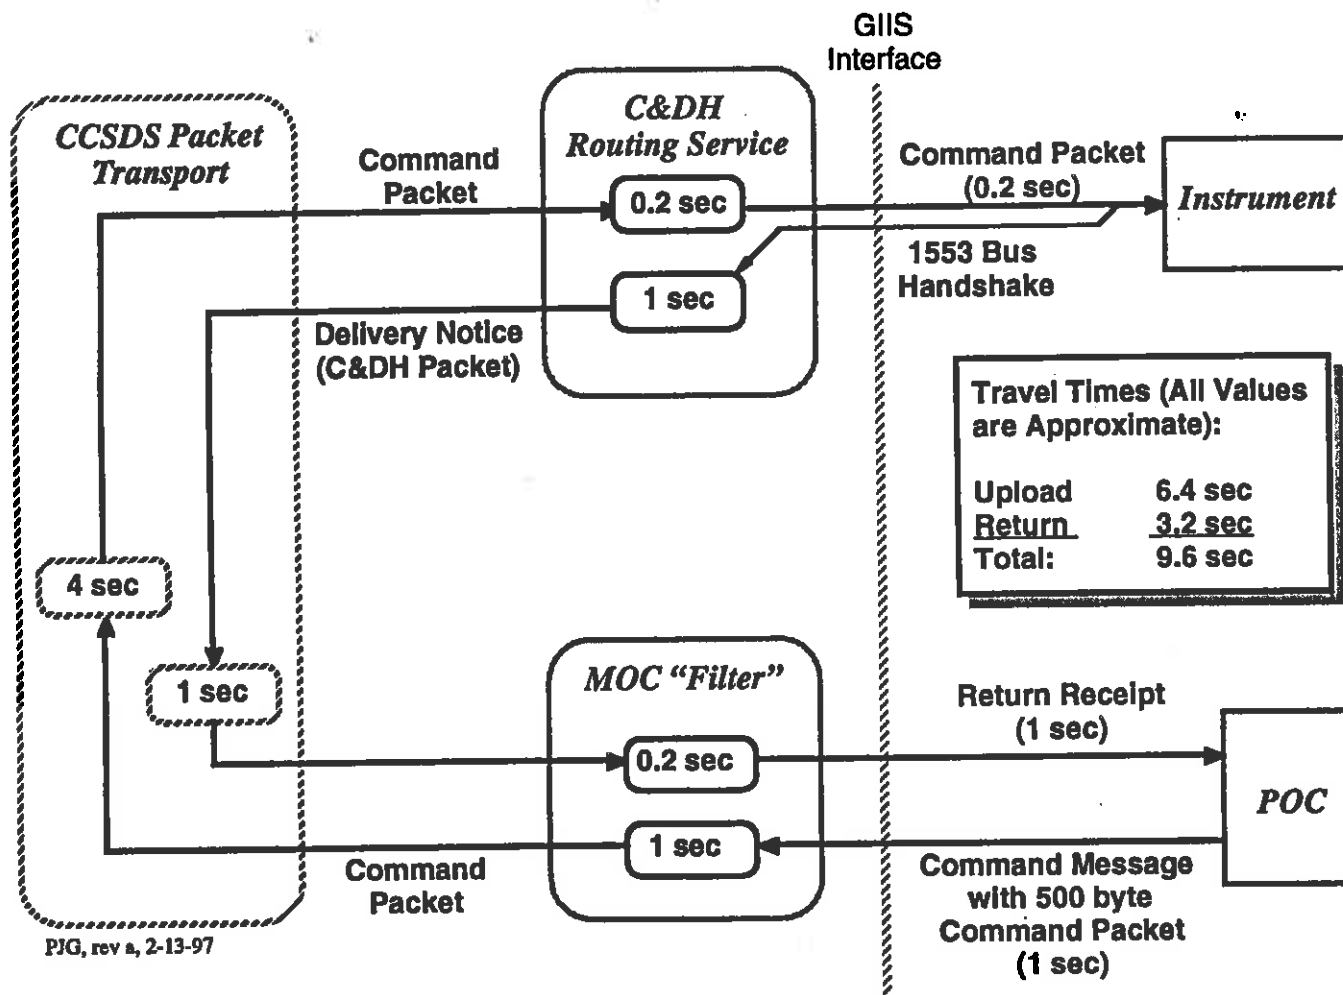 GIIS
Interface
CCSDS Packet
Transport
Command
Packet
C&DH
Routing Service
0.2 sec
1 sec
Command Packet
(0.2 sec)
Instrument
1553 Bus
Handshake
Delivery Notice
(C&DH Packet)
Travel Times (All Values
are Approximate):
Upload 6.4 sec
Return 3.2 sec
Total: 9.6 sec
4 sec
1 sec
MOC “Filter”
0.2 sec
1 sec
Return Receipt
(1 sec)
POC
Command
Packet
Command Message
with 500 byte
Command Packet
(1 sec)
PJG, rev a, 2-13-97